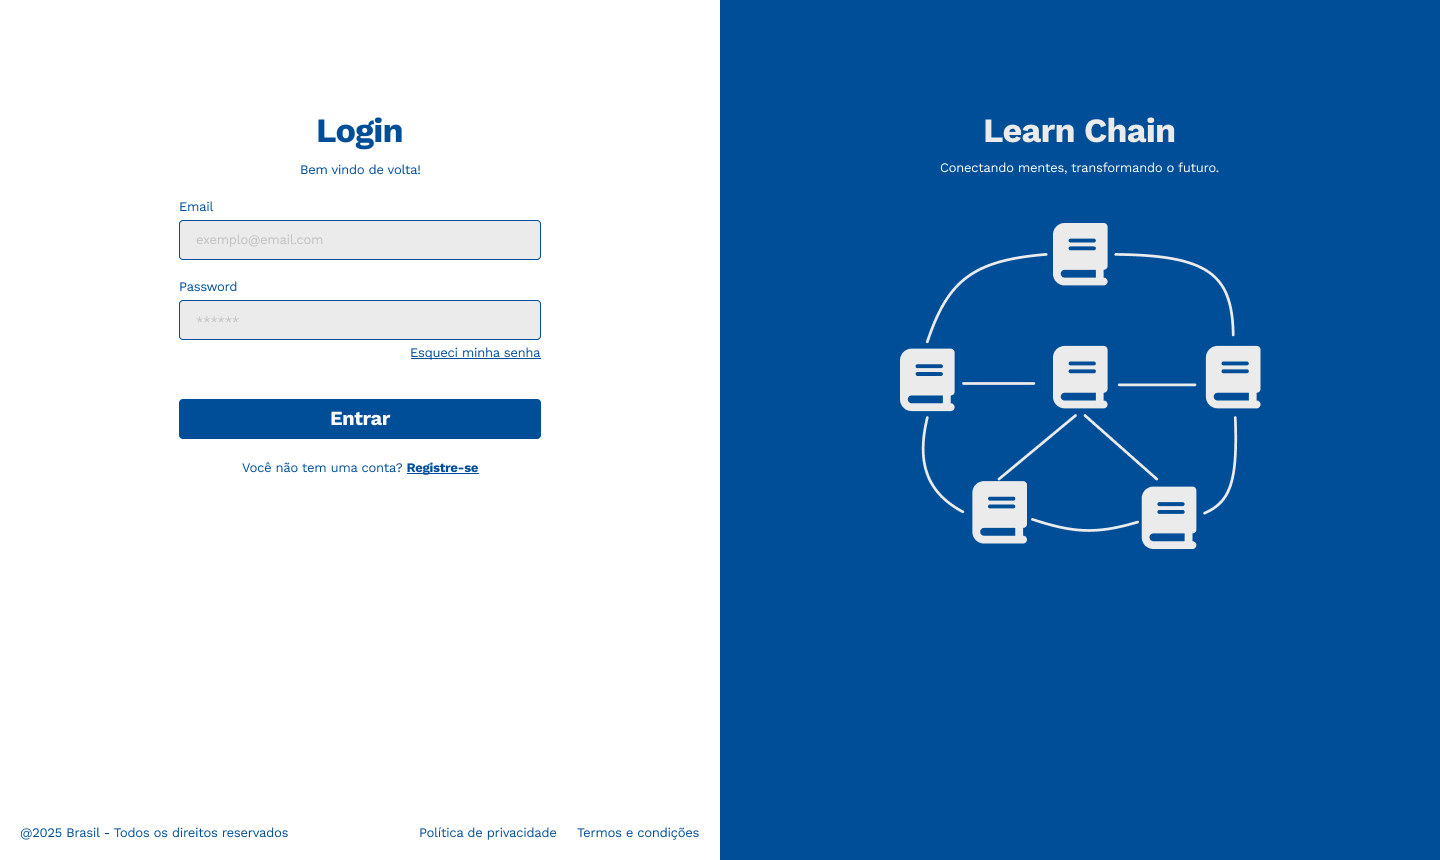 Login
Bem vindo de volta!
Email
exemplo@email.com
Password
******
Esqueci minha senha
Entrar
Você não tem uma conta? Registre-se
@2025 Brasil - Todos os direitos reservados
Política de privacidade
Termos e condições
Learn Chain
Conectando mentes, transformando o futuro.